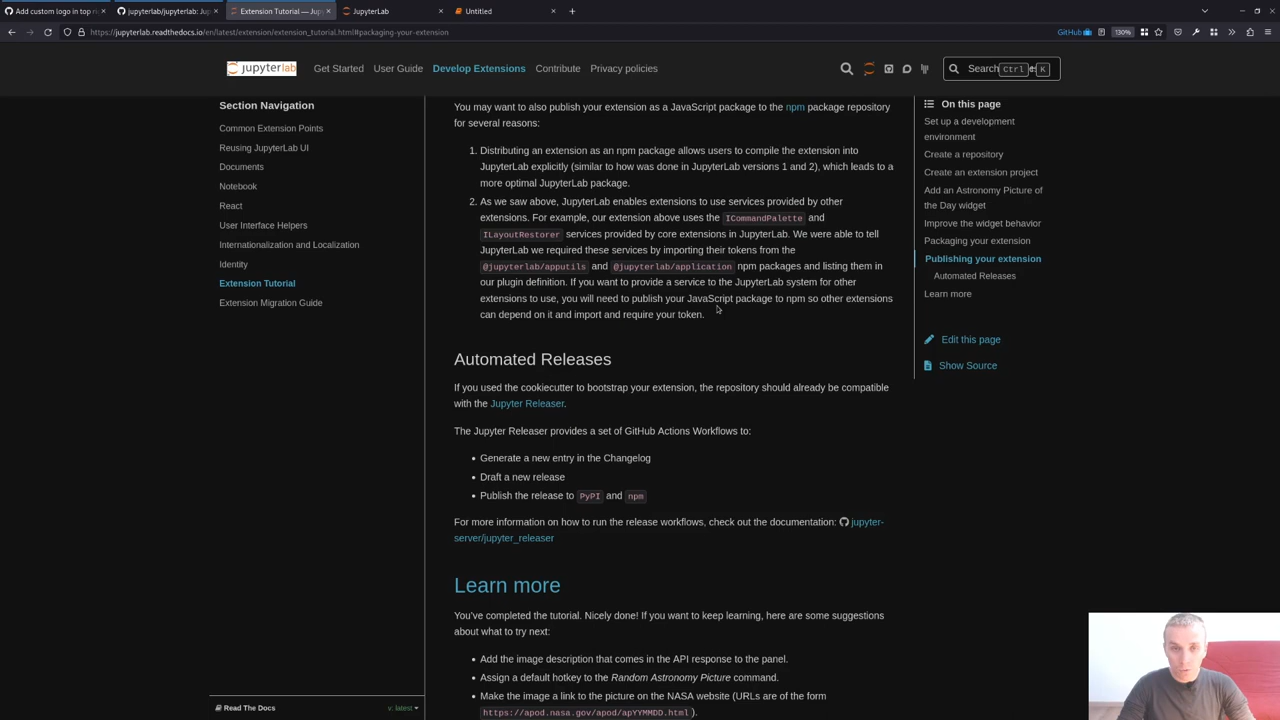 Add custom logo in top ri
jupyterlab/jupyterlab: Ju
Extension Tutorial — Jup
JupyterLab
Untitled
https://jupyterlab.readthedocs.io/en/latest/extension/extension_tutorial.html#packaging-your-extension
GitHub
130%
jupyterlab
Get Started
User Guide
Develop Extensions
Contribute
Privacy policies
Search
Ctrl + K
Section Navigation
Common Extension Points
Reusing JupyterLab UI
Documents
Notebook
React
User Interface Helpers
Internationalization and Localization
Identity
Extension Tutorial
Extension Migration Guide
You may want to also publish your extension as a JavaScript package to the npm package repository
for several reasons:
1. Distributing an extension as an npm package allows users to compile the extension into
JupyterLab explicitly (similar to how was done in JupyterLab versions 1 and 2), which leads to a
more optimal JupyterLab package.
2. As we saw above, JupyterLab enables extensions to use services provided by other
extensions. For example, our extension above uses the ICommandPalette and
ILayoutRestorer services provided by core extensions in JupyterLab. We were able to tell
JupyterLab we required these services by importing their tokens from the
@jupyterlab/apputils and @jupyterlab/application npm packages and listing them in
our plugin definition. If you want to provide a service to the JupyterLab system for other
extensions to use, you will need to publish your JavaScript package to npm so other extensions
can depend on it and import and require your token.
Automated Releases
If you used the cookiecutter to bootstrap your extension, the repository should already be compatible
with the Jupyter Releaser.
The Jupyter Releaser provides a set of GitHub Actions Workflows to:
• Generate a new entry in the Changelog
• Draft a new release
• Publish the release to PyPI and npm
For more information on how to run the release workflows, check out the documentation: jupyter-
server/jupyter_releaser
Learn more
You've completed the tutorial. Nicely done! If you want to keep learning, here are some suggestions
about what to try next:
• Add the image description that comes in the API response to the panel.
• Assign a default hotkey to the Random Astronomy Picture command.
• Make the image a link to the picture on the NASA website (URLs are of the form
https://apod.nasa.gov/apod/apYYMMDD.html ).
On this page
Set up a development
environment
Create a repository
Create an extension project
Add an Astronomy Picture of
the Day widget
Improve the widget behavior
Packaging your extension
Publishing your extension
Automated Releases
Learn more
Edit this page
Show Source
Read The Docs
v: latest